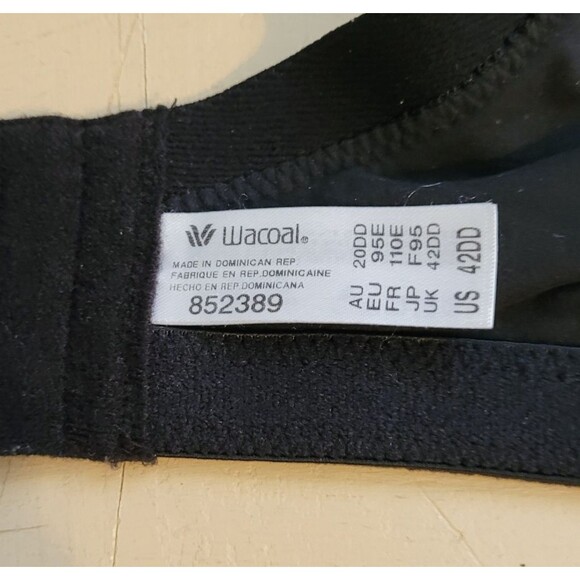 Wacoal®
MADE IN DOMINICAN REP.
FABRIQUE EN REP.DOMINICAINE
HECHO EN REP.DOMINICANA
852389
AU 20DD
EU 95E
FR 110E
JP F95
UK 42DD
US 42DD